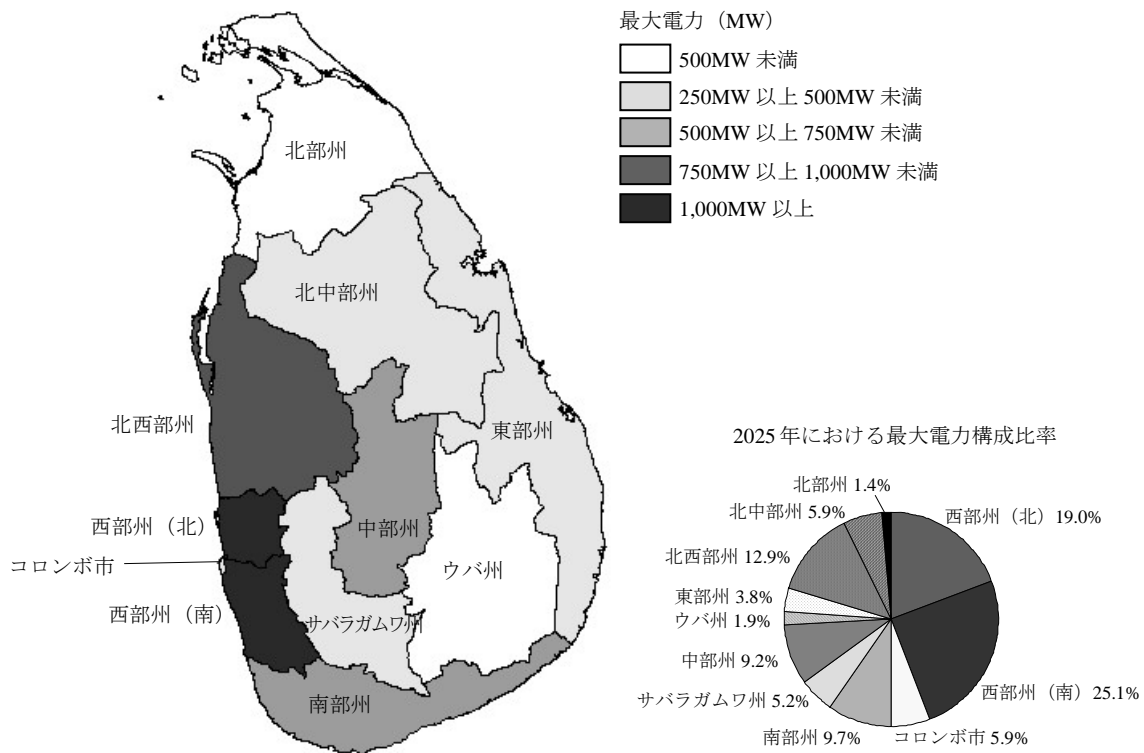 最大電力（MW）
500MW 未満
250MW 以上 500MW 未満
500MW 以上 750MW 未満
750MW 以上 1,000MW 未満
1,000MW 以上
北部州
北中部州
北西部州
東部州
西部州（北）
中部州
コロンボ市
ウバ州
西部州（南）
サバラガムワ州
南部州
2025 年における最大電力構成比率
北部州 1.4%
北中部州 5.9%
西部州（北）19.0%
北西部州 12.9%
東部州 3.8%
ウバ州 1.9%
中部州 9.2%
サバラガムワ州 5.2%
西部州（南）25.1%
南部州 9.7%
コロンボ市 5.9%